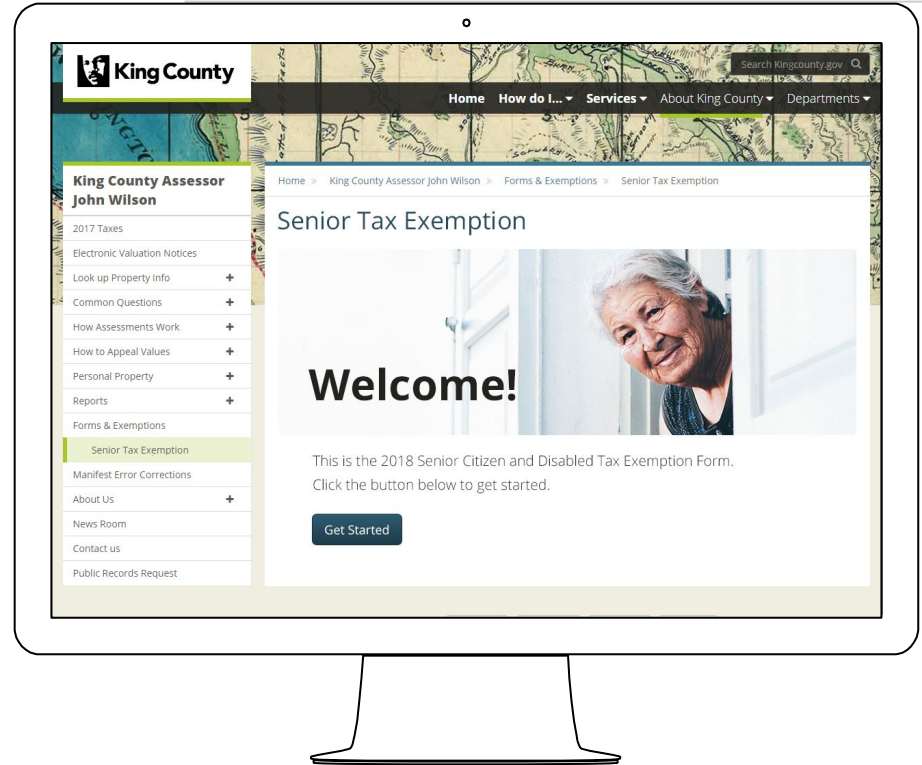 King County
Search Kingcounty.gov
Home How do I... Services About King County Departments
King County Assessor
John Wilson
2017 Taxes
Electronic Valuation Notices
Look up Property Info +
Common Questions +
How Assessments Work +
How to Appeal Values +
Personal Property +
Reports +
Forms & Exemptions
Senior Tax Exemption
Manifest Error Corrections
About Us +
News Room
Contact us
Public Records Request
Home » King County Assessor John Wilson » Forms & Exemptions » Senior Tax Exemption
Senior Tax Exemption
Welcome!
This is the 2018 Senior Citizen and Disabled Tax Exemption Form.
Click the button below to get started.
Get Started